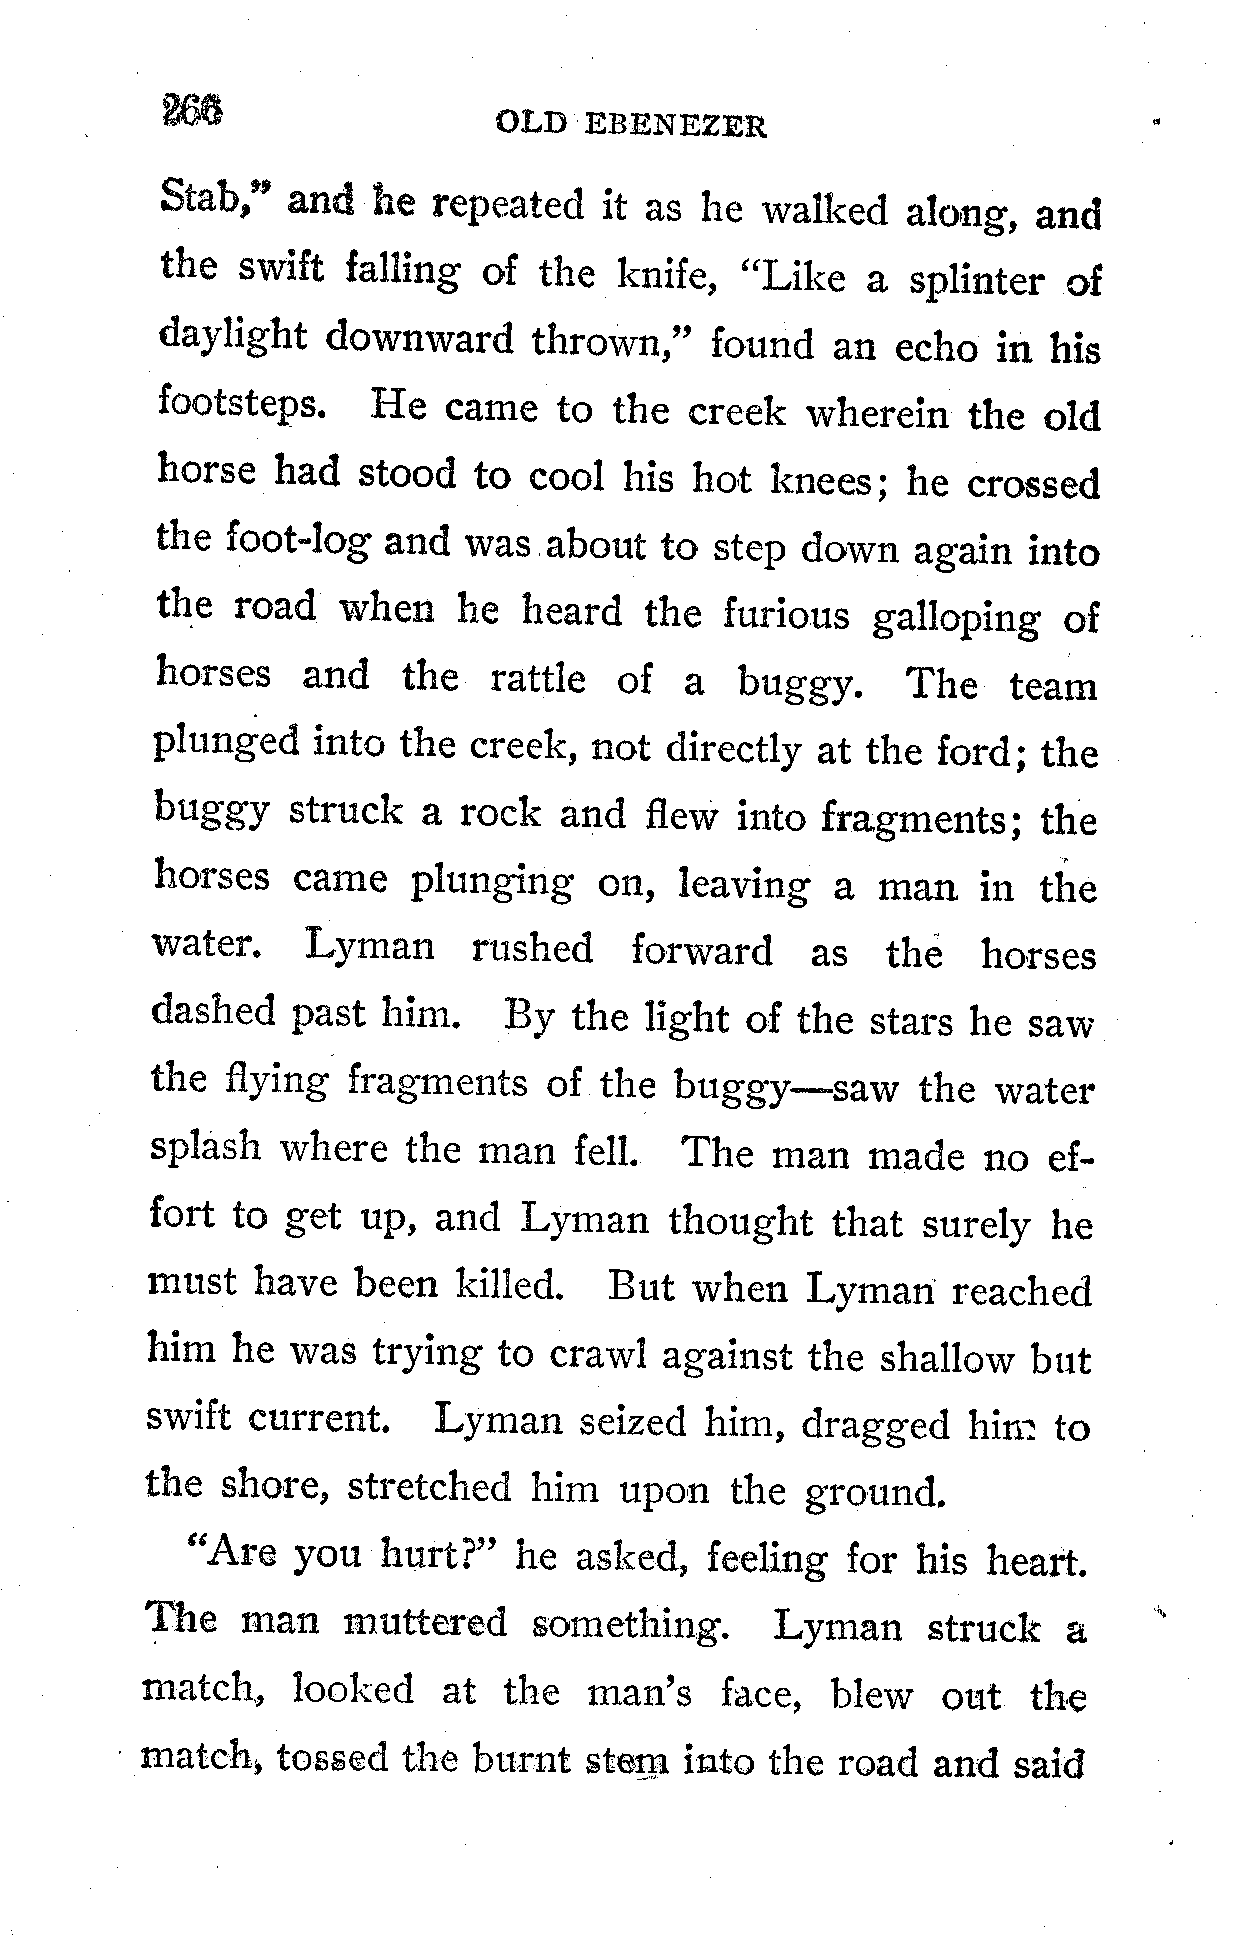 266
OLD EBENEZER
Stab,” and he repeated it as he walked along, and
the swift falling of the knife, “Like a splinter of
daylight downward thrown,” found an echo in his
footsteps. He came to the creek wherein the old
horse had stood to cool his hot knees; he crossed
the foot-log and was about to step down again into
the road when he heard the furious galloping of
horses and the rattle of a buggy. The team
plunged into the creek, not directly at the ford; the
buggy struck a rock and flew into fragments; the
horses came plunging on, leaving a man in the
water. Lyman rushed forward as the horses
dashed past him. By the light of the stars he saw
the flying fragments of the buggy—saw the water
splash where the man fell. The man made no ef-
fort to get up, and Lyman thought that surely he
must have been killed. But when Lyman reached
him he was trying to crawl against the shallow but
swift current. Lyman seized him, dragged him to
the shore, stretched him upon the ground.
“Are you hurt?” he asked, feeling for his heart.
The man muttered something. Lyman struck a
match, looked at the man’s face, blew out the
match, tossed the burnt stem into the road and said